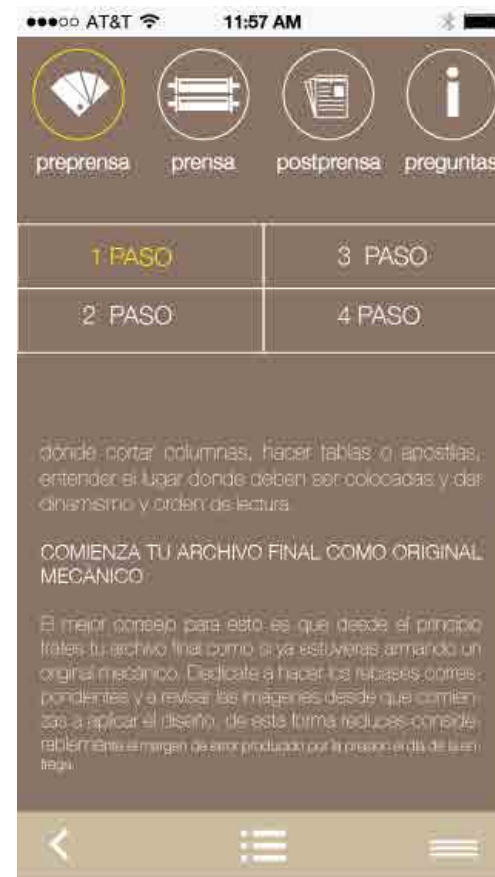 ●●●○○ AT&T 11:57 AM
preprensa prensa postprensa preguntas
1 PASO 3 PASO
2 PASO 4 PASO
donde cortar columnas, hacer tablas o apostilas,
entender el lugar donde deben ser colocadas y dar
dinamismo y orden de lectura.
COMIENZA TU ARCHIVO FINAL COMO ORIGINAL
MECANICO
El mejor consejo para esto es que desde el principio
trates tu archivo final como si ya estuvieras armando un
original mecánico. Dedicate a hacer los rebases corres-
pondientes y a revisar las imágenes desde que comien-
zas a aplicar el diseño, de esta forma reduces conside-
rablemente el margen de error producido por la presion el dia de la en-
trega.